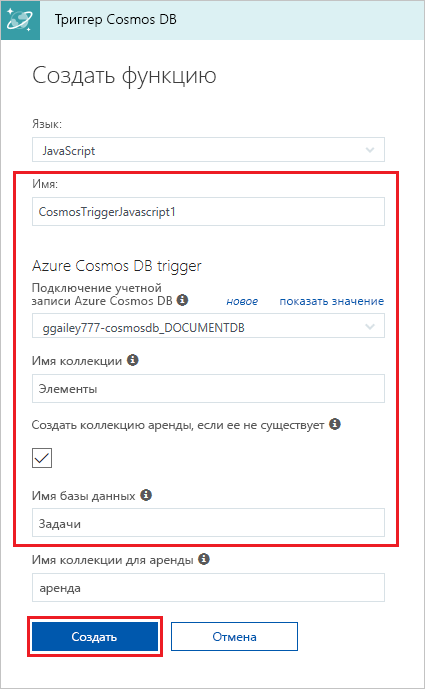 Триггер Cosmos DB
Создать функцию
Язык:
JavaScript
Имя:
CosmosTriggerJavascript1
Azure Cosmos DB trigger
Подключение учетной
записи Azure Cosmos DB новое показать значение
ggailey777-cosmosdb_DOCUMENTDB
Имя коллекции
Элементы
Создать коллекцию аренды, если ее не существует
Имя базы данных
Задачи
Имя коллекции для аренды
аренда
Создать Отмена